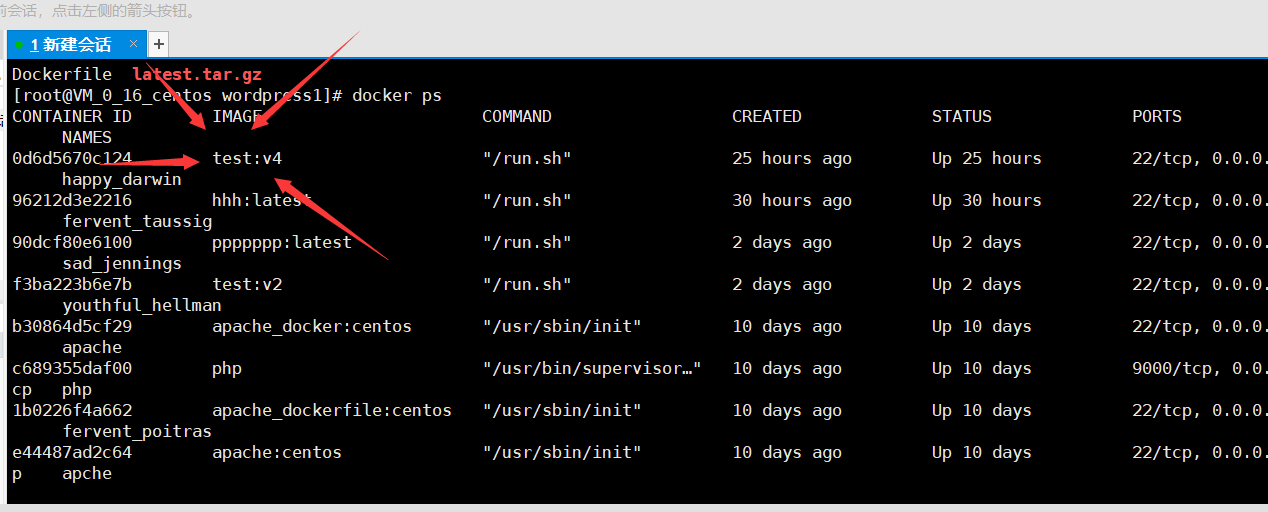 前会话，点击左侧的箭头按钮。
1 新建会话 × +
Dockerfile latest.tar.gz
[root@VM_0_16_centos wordpress1]# docker ps
CONTAINER ID IMAGE COMMAND CREATED STATUS PORTS
NAMES
0d6d5670c124 test:v4 "/run.sh" 25 hours ago Up 25 hours 22/tcp, 0.0.0.
happy_darwin
96212d3e2216 hhh:latest "/run.sh" 30 hours ago Up 30 hours 22/tcp, 0.0.0.
fervent_taussig
90dcf80e6100 ppppppp:latest "/run.sh" 2 days ago Up 2 days 22/tcp, 0.0.0.
sad_jennings
f3ba223b6e7b test:v2 "/run.sh" 2 days ago Up 2 days 22/tcp, 0.0.0.
youthful_hellman
b30864d5cf29 apache_docker:centos "/usr/sbin/init" 10 days ago Up 10 days 22/tcp, 0.0.0.
apache
c689355daf00 php "/usr/bin/supervisor…" 10 days ago Up 10 days 9000/tcp, 0.0.
cp php
1b0226f4a662 apache_dockerfile:centos "/usr/sbin/init" 10 days ago Up 10 days 22/tcp, 0.0.0.
fervent_poitras
e44487ad2c64 apache:centos "/usr/sbin/init" 10 days ago Up 10 days 22/tcp, 0.0.0.
p apche